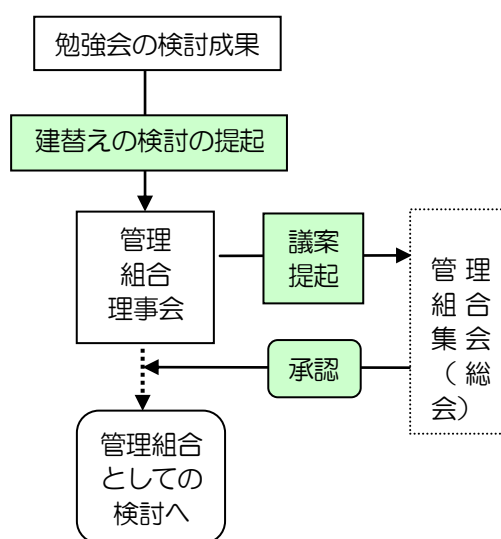 勉強会の検討成果
建替えの検討の提起
管理
組合
理事会
議案
提起
管 理
組 合
集 会
（ 総
会）
承認
管理組合
としての
検討へ